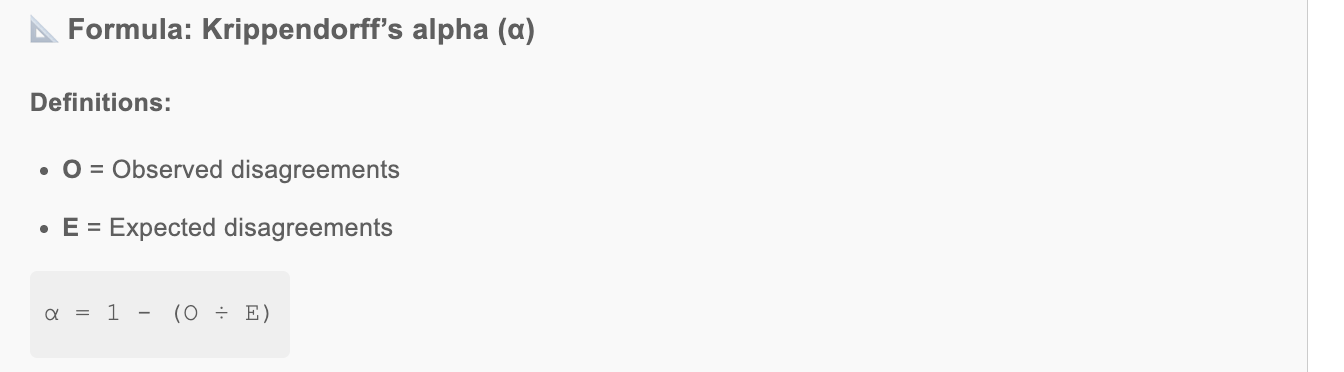 📐 Formula: Krippendorff’s alpha (α)
Definitions:
• O = Observed disagreements
• E = Expected disagreements
α = 1 - (O ÷ E)